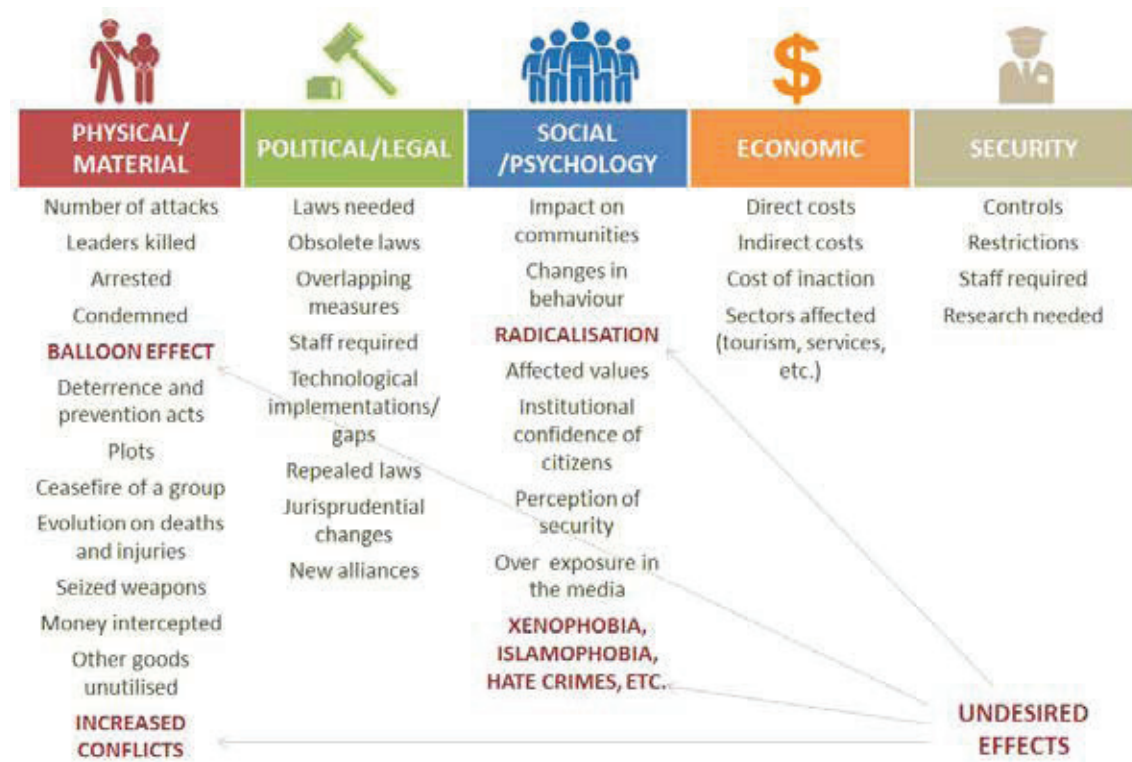 PHYSICAL/
MATERIAL
Number of attacks
Leaders killed
Arrested
Condemned
BALLOON EFFECT
Deterrence and
prevention acts
Plots
Ceasefire of a group
Evolution on deaths
and injuries
Seized weapons
Money intercepted
Other goods
unutilised
INCREASED
CONFLICTS
POLITICAL/LEGAL
Laws needed
Obsolete laws
Overlapping
measures
Staff required
Technological
implementations/
gaps
Repealed laws
Jurisprudential
changes
New alliances
SOCIAL
/PSYCHOLOGY
Impact on
communities
Changes in
behaviour
RADICALISATION
Affected values
Institutional
confidence of
citizens
Perception of
security
Over exposure in
the media
XENOPHOBIA,
ISLAMOPHOBIA,
HATE CRIMES, ETC.
$
ECONOMIC
Direct costs
Indirect costs
Cost of inaction
Sectors affected
(tourism, services,
etc.)
SECURITY
Controls
Restrictions
Staff required
Research needed
UNDESIRED
EFFECTS